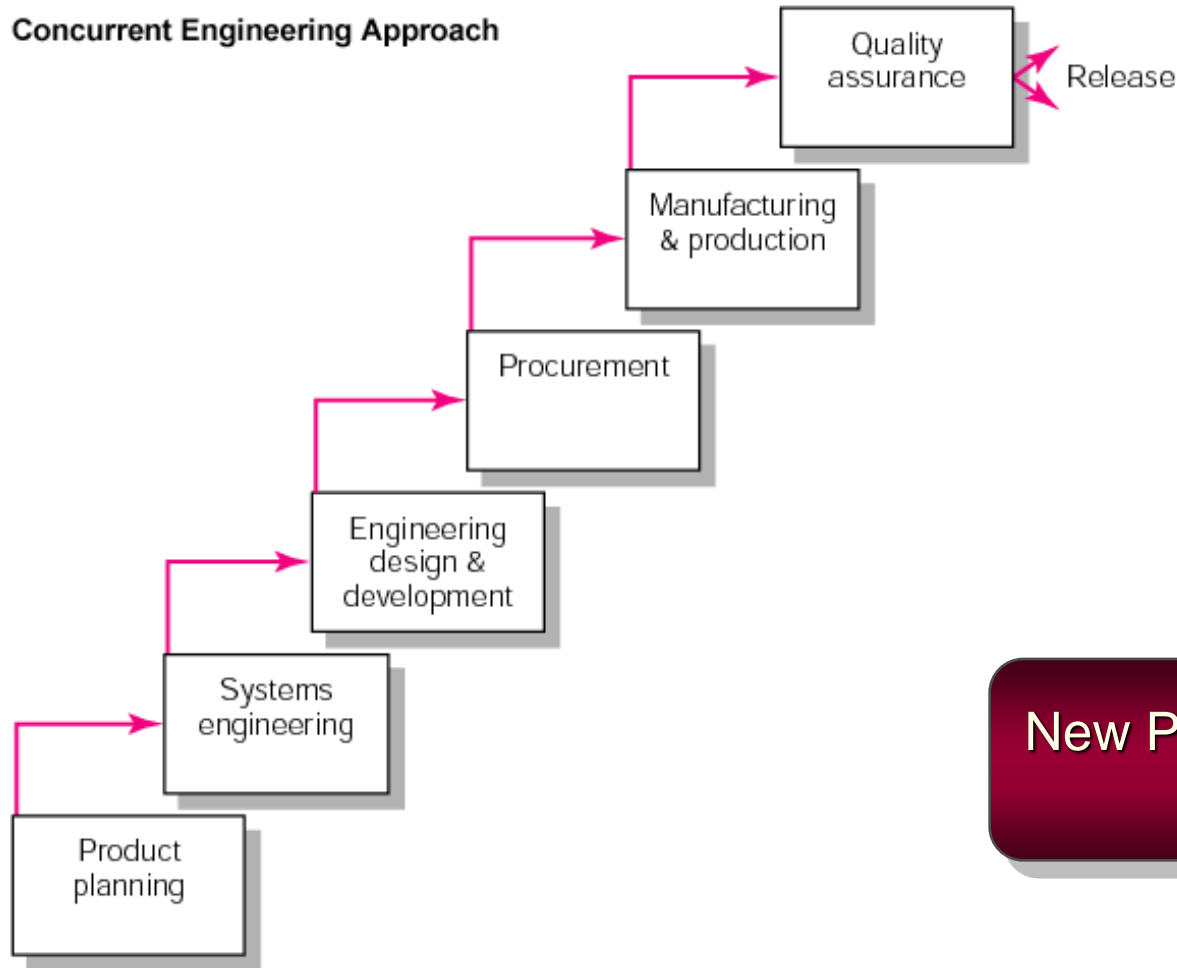 Concurrent Engineering Approach
Quality
assurance
Release
Manufacturing
& production
Procurement
Engineering
design &
development
Systems
engineering
Product
planning
New P